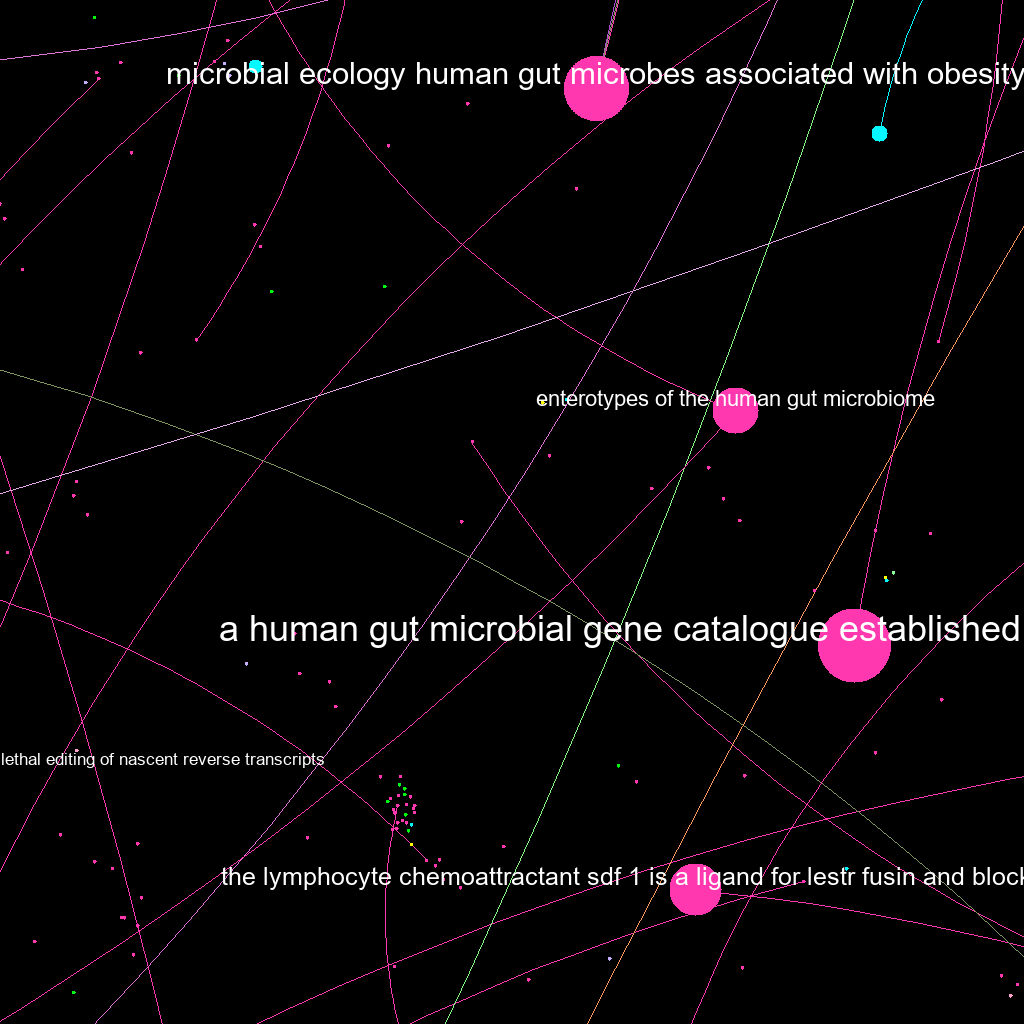 microbial ecology human gut microbes associated with obesity
enterotypes of the human gut microbiome
a human gut microbial gene catalogue established
lethal editing of nascent reverse transcripts
the lymphocyte chemoattractant sdf 1 is a ligand for lestr fusin and block